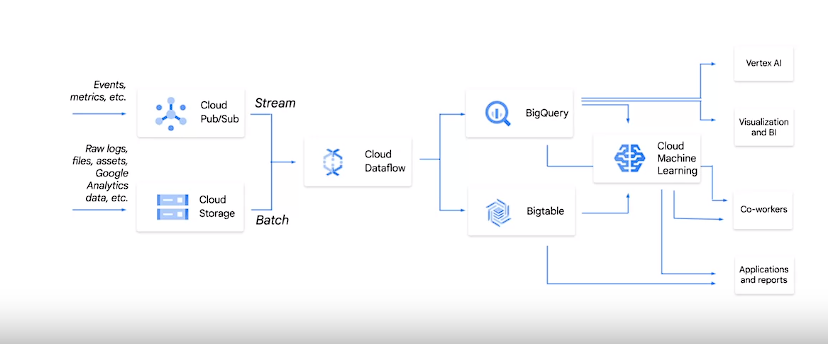 Events,
metrics, etc.
Cloud
Pub/Sub
Stream
Raw logs,
files, assets,
Google
Analytics
data, etc.
Cloud
Storage
Batch
Cloud
Dataflow
BigQuery
Bigtable
Cloud
Machine
Learning
Vertex AI
Visualization
and BI
Co-workers
Applications
and reports